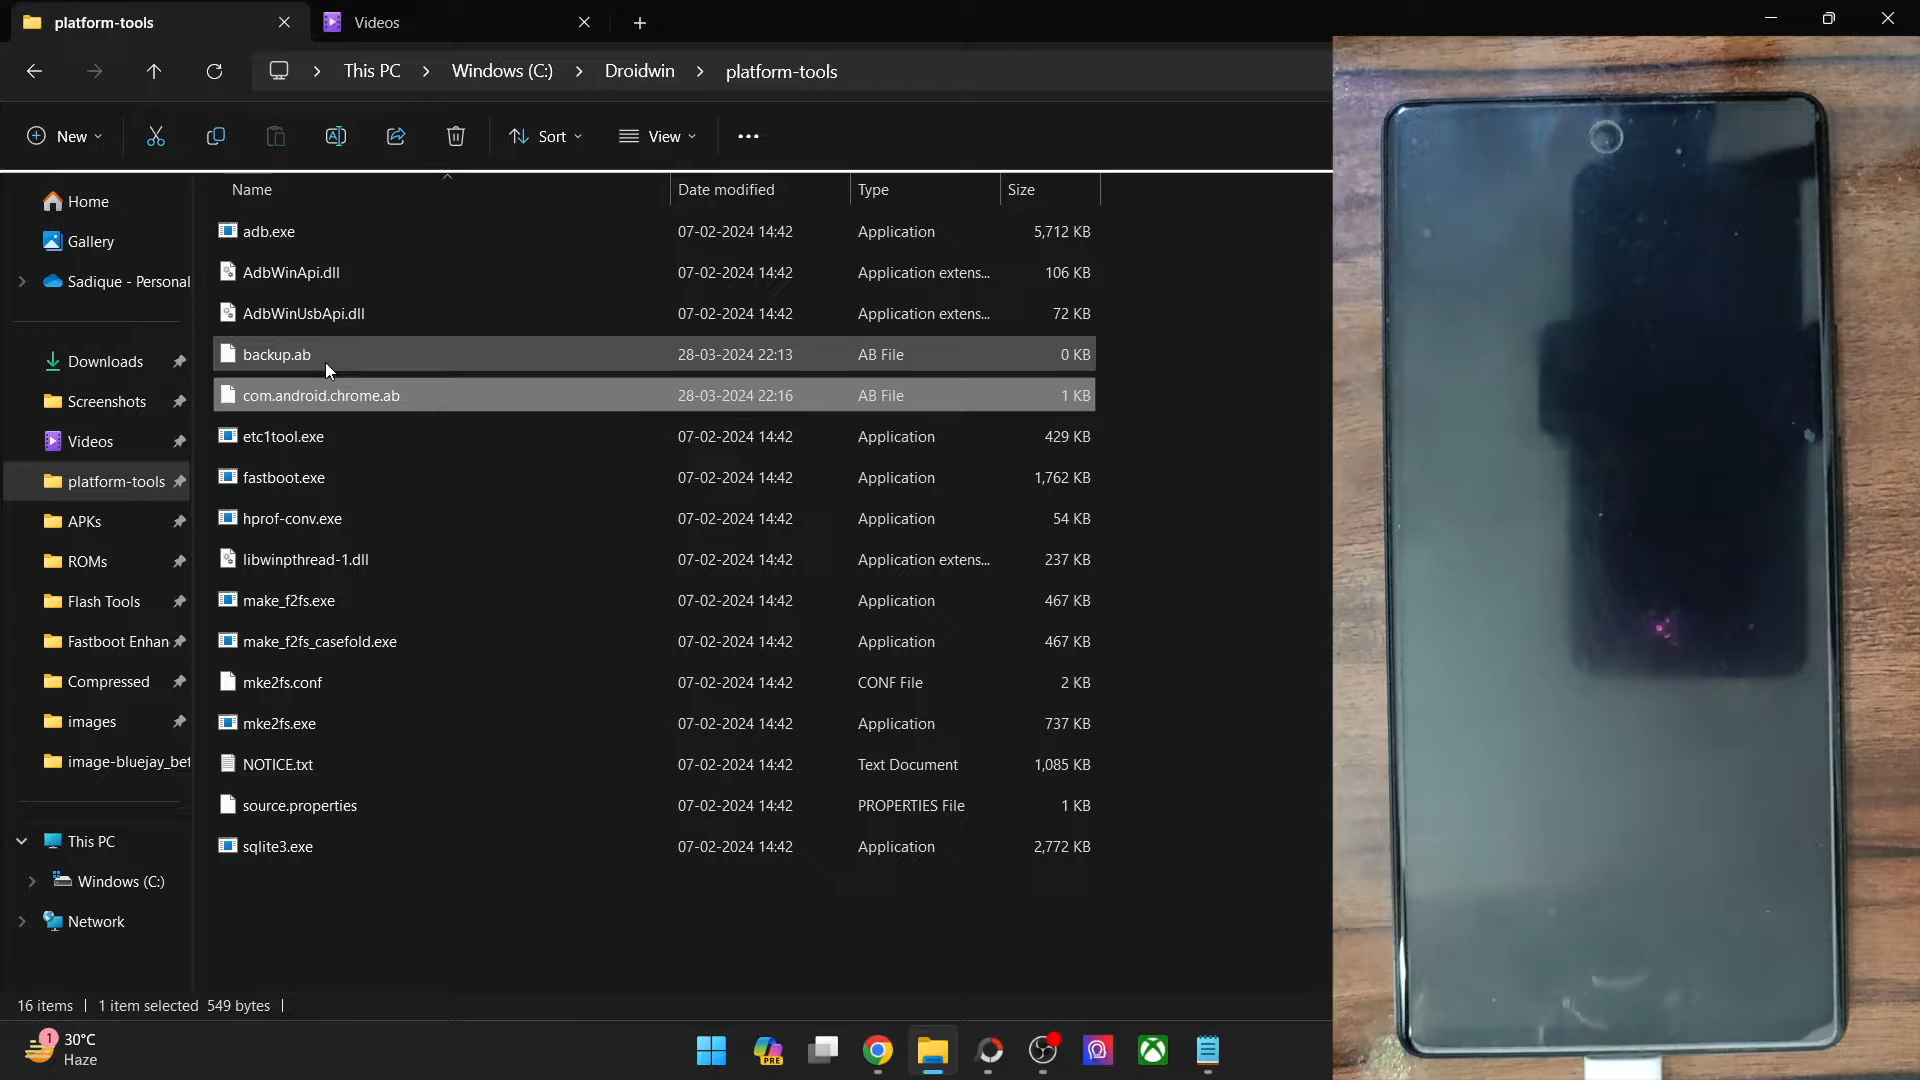 platform-tools
Videos
This PC
Windows (C:)
Droidwin
platform-tools
New
Sort
View
Name
Date modified
Type
Size
adb.exe 07-02-2024 14:42 Application 5,712 KB
AdbWinApi.dll 07-02-2024 14:42 Application extens... 106 KB
AdbWinUsbApi.dll 07-02-2024 14:42 Application extens... 72 KB
backup.ab 28-03-2024 22:13 AB File 0 KB
com.android.chrome.ab 28-03-2024 22:16 AB File 1 KB
etc1tool.exe 07-02-2024 14:42 Application 429 KB
fastboot.exe 07-02-2024 14:42 Application 1,762 KB
hprof-conv.exe 07-02-2024 14:42 Application 54 KB
libwinpthread-1.dll 07-02-2024 14:42 Application extens... 237 KB
make_f2fs.exe 07-02-2024 14:42 Application 467 KB
make_f2fs_casefold.exe 07-02-2024 14:42 Application 467 KB
mke2fs.conf 07-02-2024 14:42 CONF File 2 KB
mke2fs.exe 07-02-2024 14:42 Application 737 KB
NOTICE.txt 07-02-2024 14:42 Text Document 1,085 KB
source.properties 07-02-2024 14:42 PROPERTIES File 1 KB
sqlite3.exe 07-02-2024 14:42 Application 2,772 KB
Home
Gallery
Sadique - Personal
Downloads
Screenshots
Videos
platform-tools
APKs
ROMs
Flash Tools
Fastboot Enhan
Compressed
images
image-bluejay_bet
This PC
Windows (C:)
Network
16 items
1 item selected 549 bytes
1
30°C
Haze
PRE